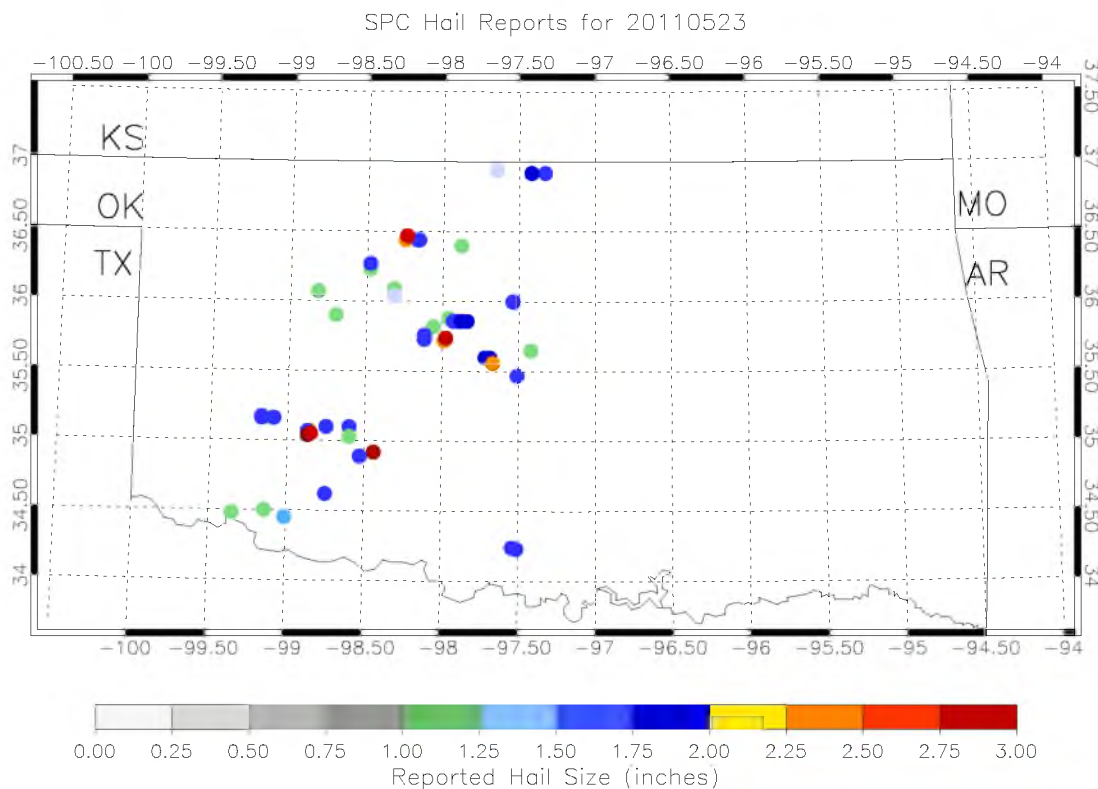 SPC Hail Reports for 20110523
-100.50 -100 -99.50 -99 -98.50 -98 -97.50 -97 -96.50 -96 -95.50 -95 -94.50 -94
37.50
KS
37 37
OK MO
36.50 36.50
TX AR
36 36
35.50 35.50
35 35
34.50 34.50
34 34
-100 -99.50 -99 -98.50 -98 -97.50 -97 -96.50 -96 -95.50 -95 -94.50 -94
0.00 0.25 0.50 0.75 1.00 1.25 1.50 1.75 2.00 2.25 2.50 2.75 3.00
Reported Hail Size (inches)